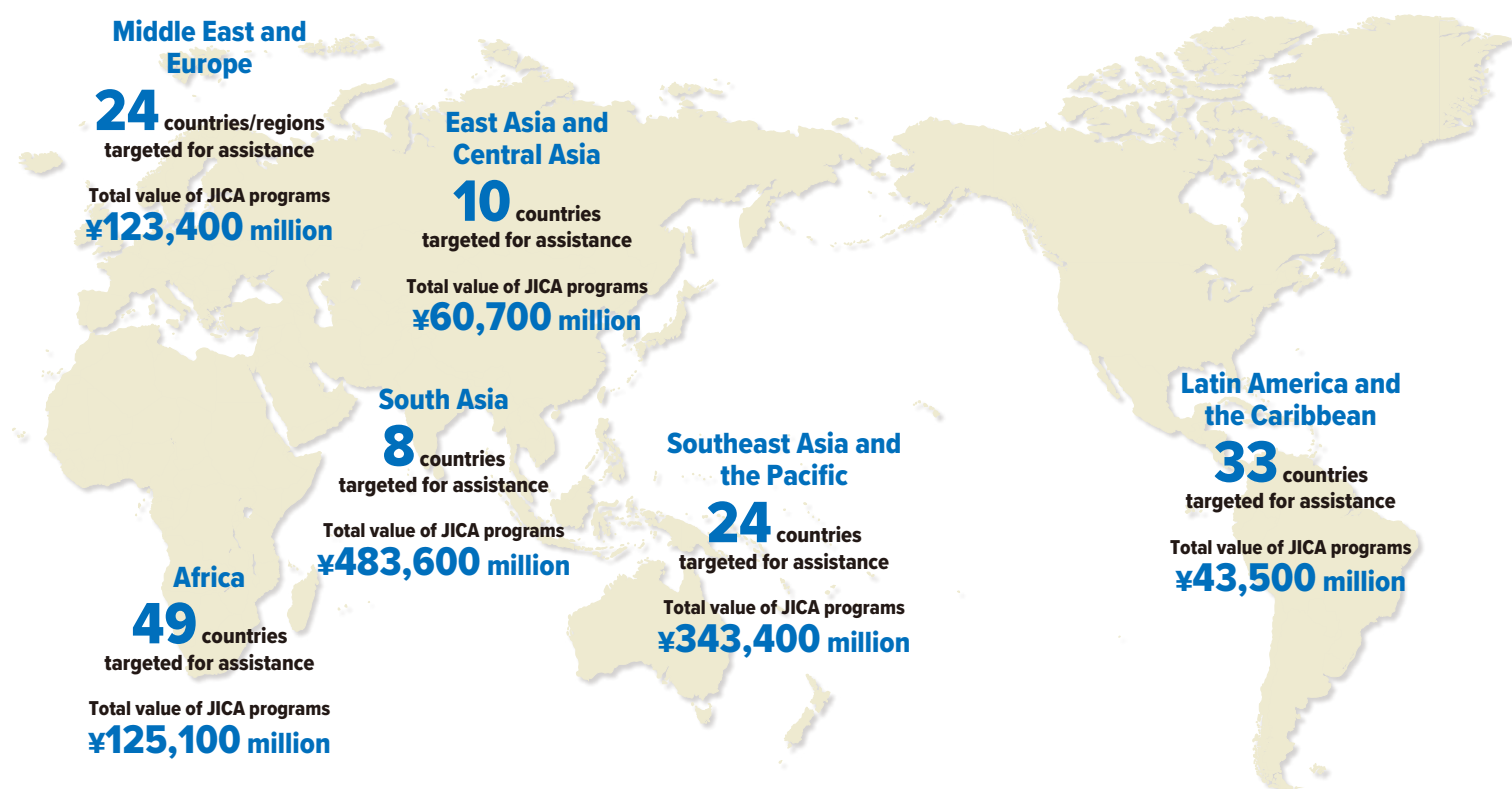 Middle East and
Europe
24 countries/regions
targeted for assistance
Total value of JICA programs
¥123,400 million
East Asia and
Central Asia
10 countries
targeted for assistance
Total value of JICA programs
¥60,700 million
South Asia
8 countries
targeted for assistance
Total value of JICA programs
¥483,600 million
Southeast Asia and
the Pacific
24 countries
targeted for assistance
Total value of JICA programs
¥343,400 million
Latin America and
the Caribbean
33 countries
targeted for assistance
Total value of JICA programs
¥43,500 million
Africa
49 countries
targeted for assistance
Total value of JICA programs
¥125,100 million